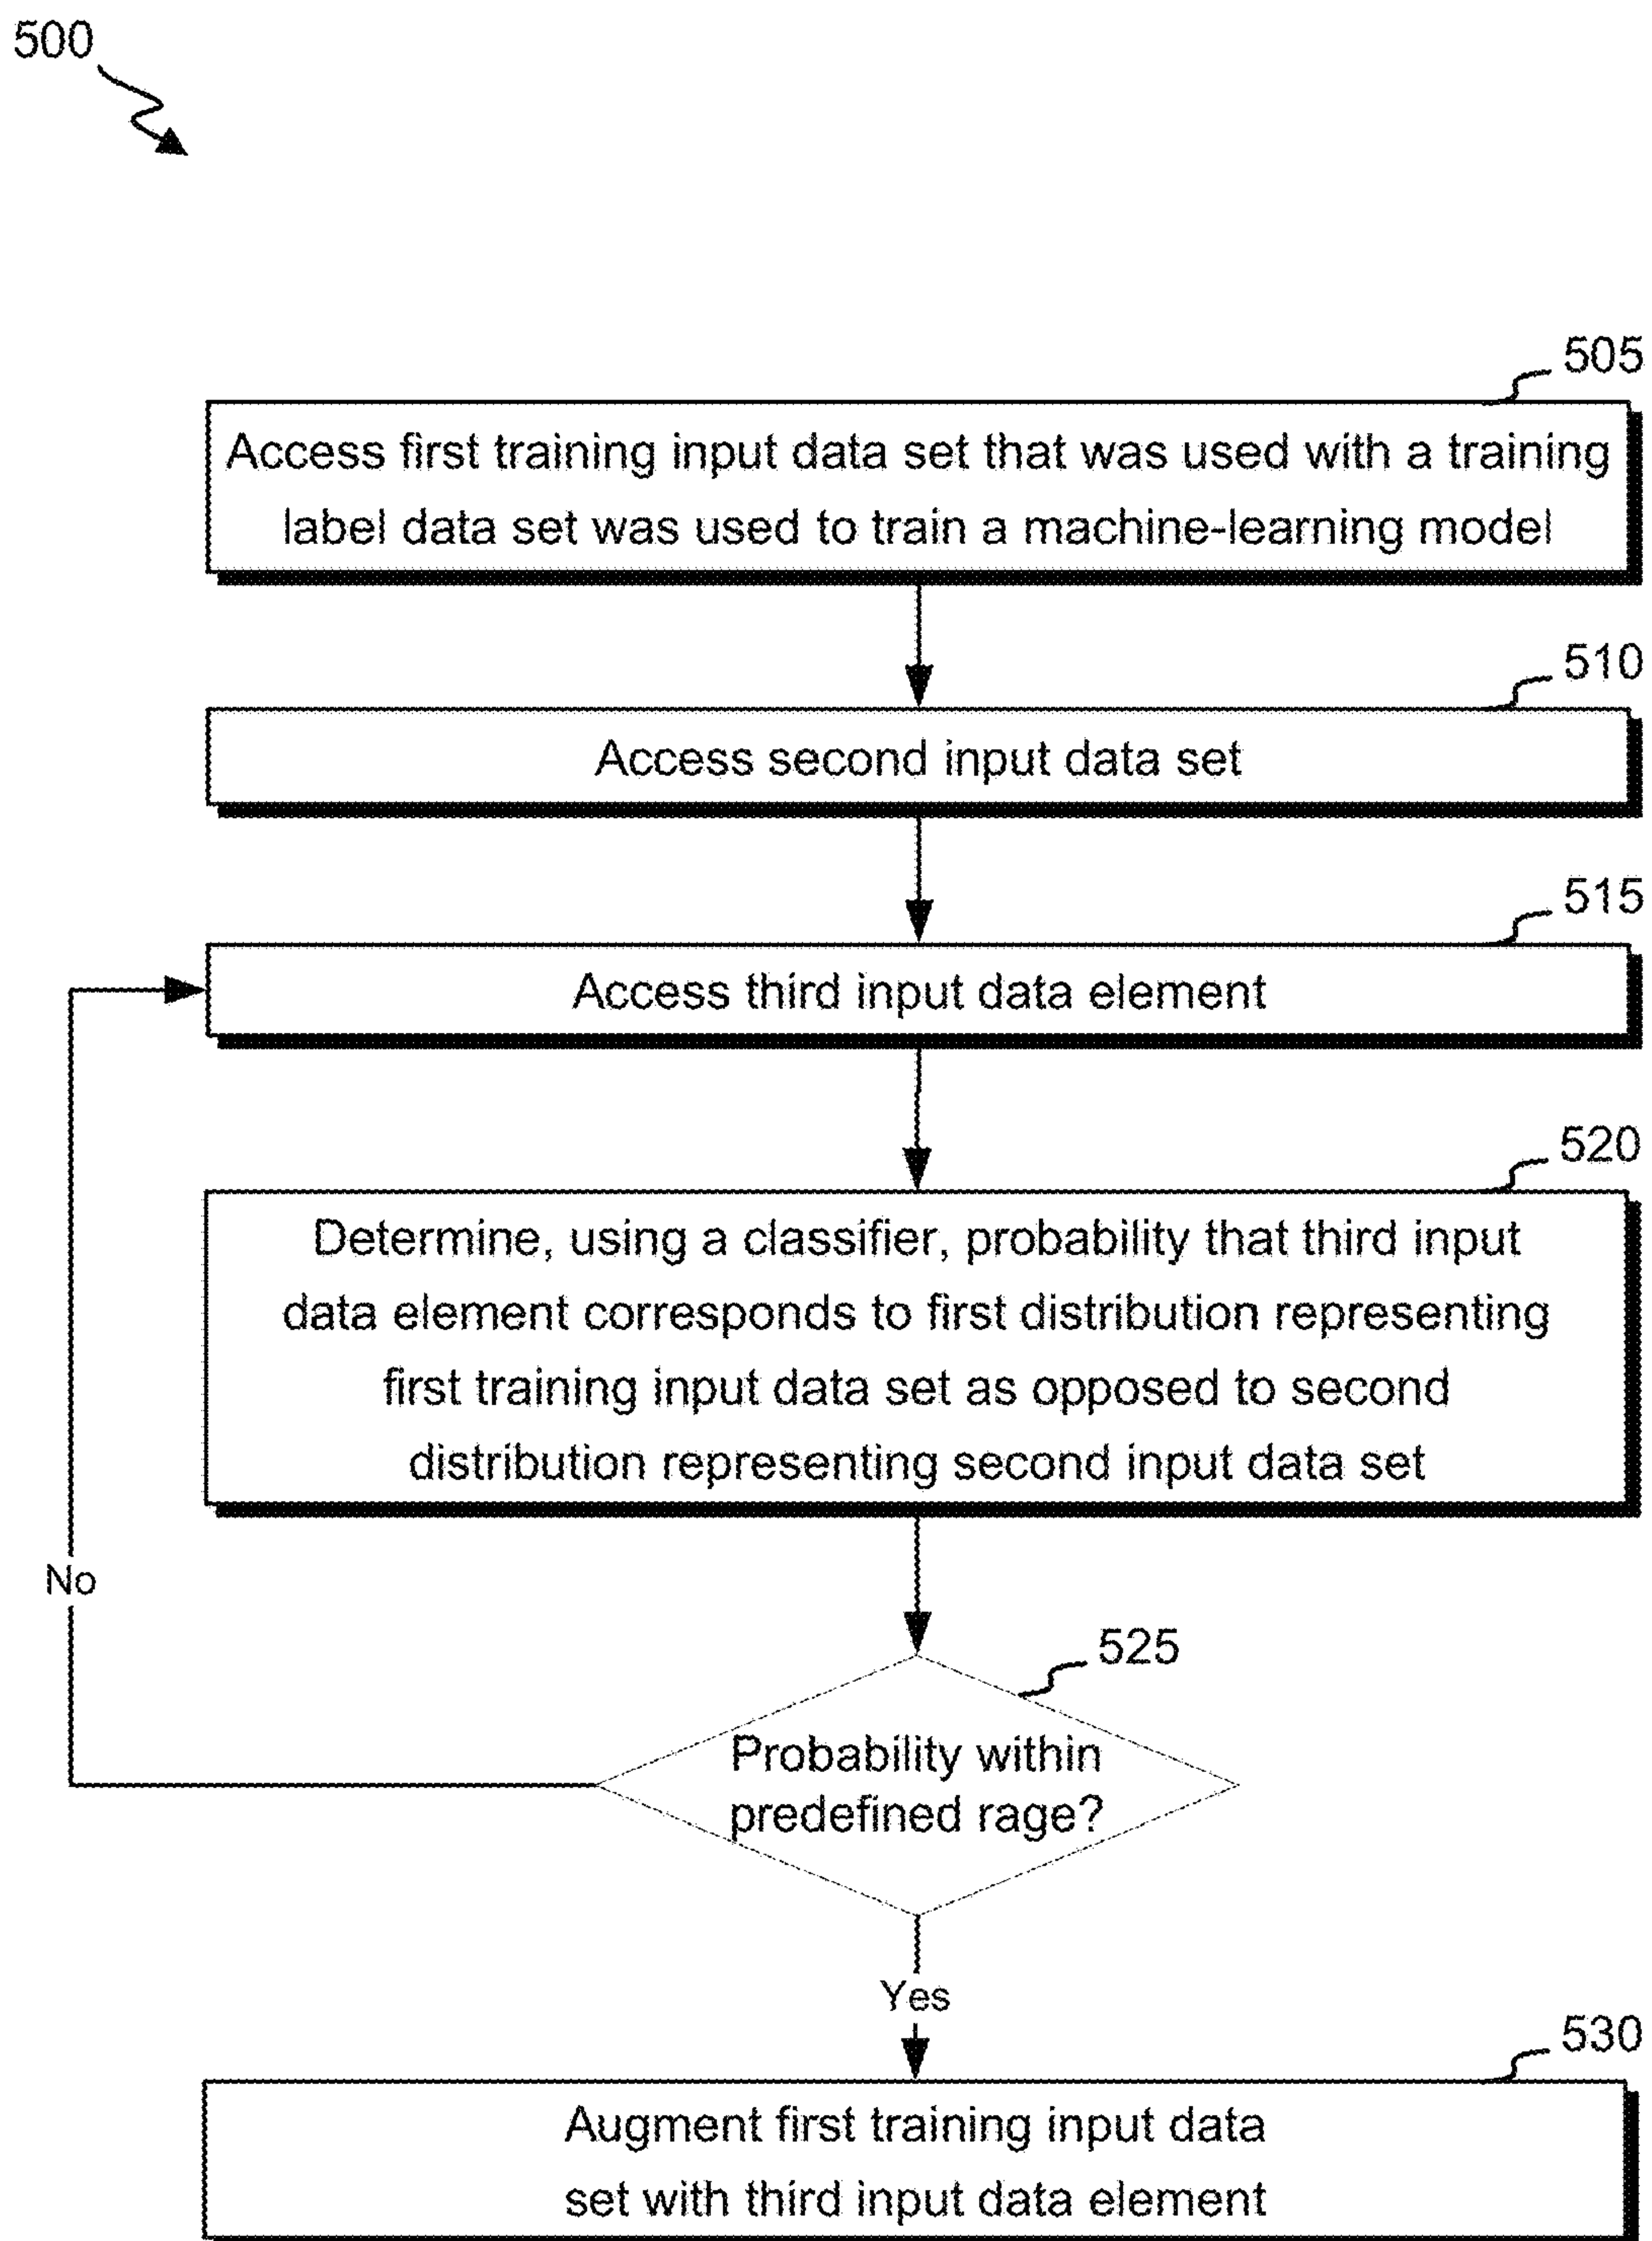 500
505
Access first training input data set that was used with a training
label data set was used to train a machine-learning model
510
Access second input data set
515
Access third input data element
520
Determine, using a classifier, probability that third input
data element corresponds to first distribution representing
first training input data set as opposed to second
distribution representing second input data set
No
525
Probability within
predefined rage?
Yes
530
Augment first training input data
set with third input data element